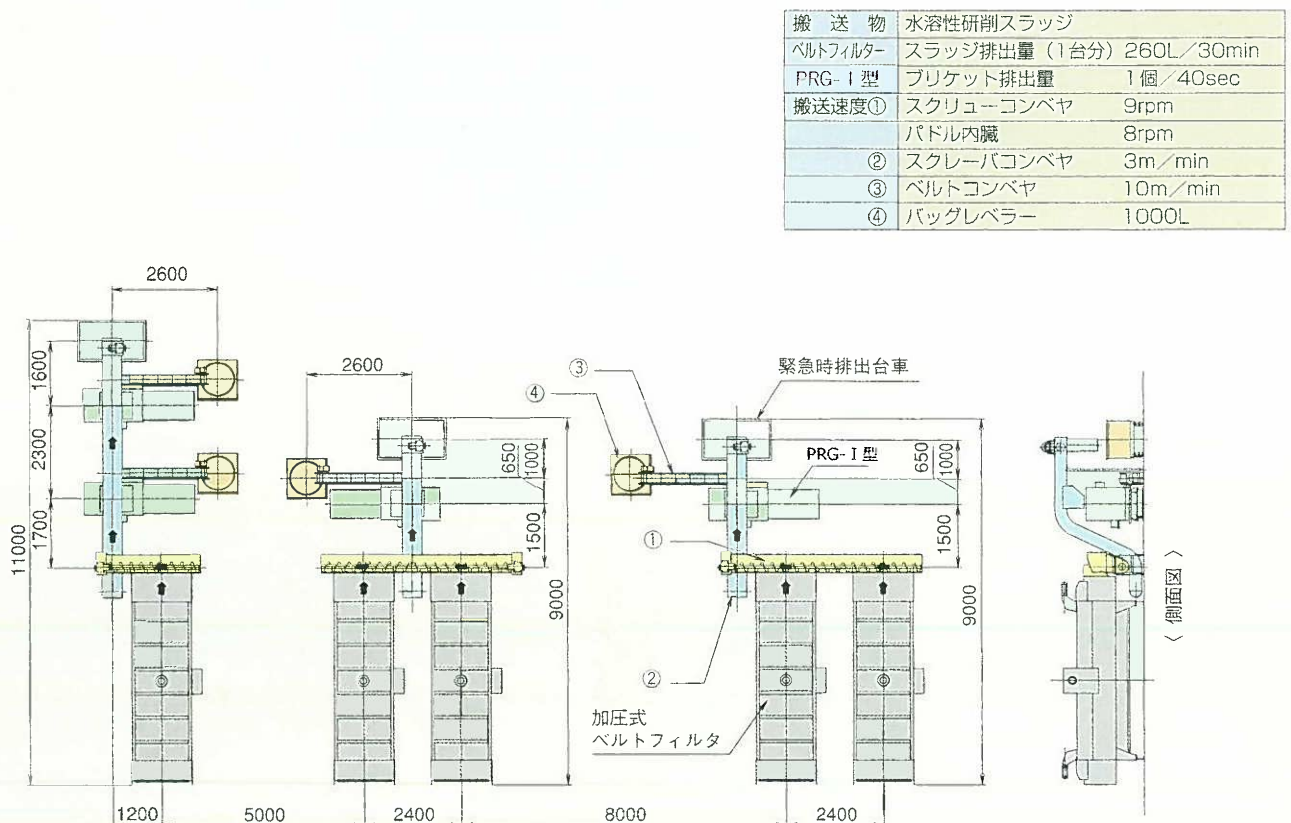 搬送物 水溶性研削スラッジ
ベルトフィルター スラッジ排出量（1台分）260L／30min
PRG-Ⅰ型 ブリケット排出量 1個／40sec
搬送速度① スクリューコンベヤ 9rpm
パドル内臓 8rpm
② スクレーパコンベヤ 3m／min
③ ベルトコンベヤ 10m／min
④ バッグレベラー 1000L
2600
1600
2300
1700
11000
2600
650
1000
1500
9000
③
④
緊急時排出台車
PRG-Ⅰ型
650
1000
1500
9000
①
②
加圧式
ベルトフィルタ
＜側面図＞
1200
5000
2400
8000
2400